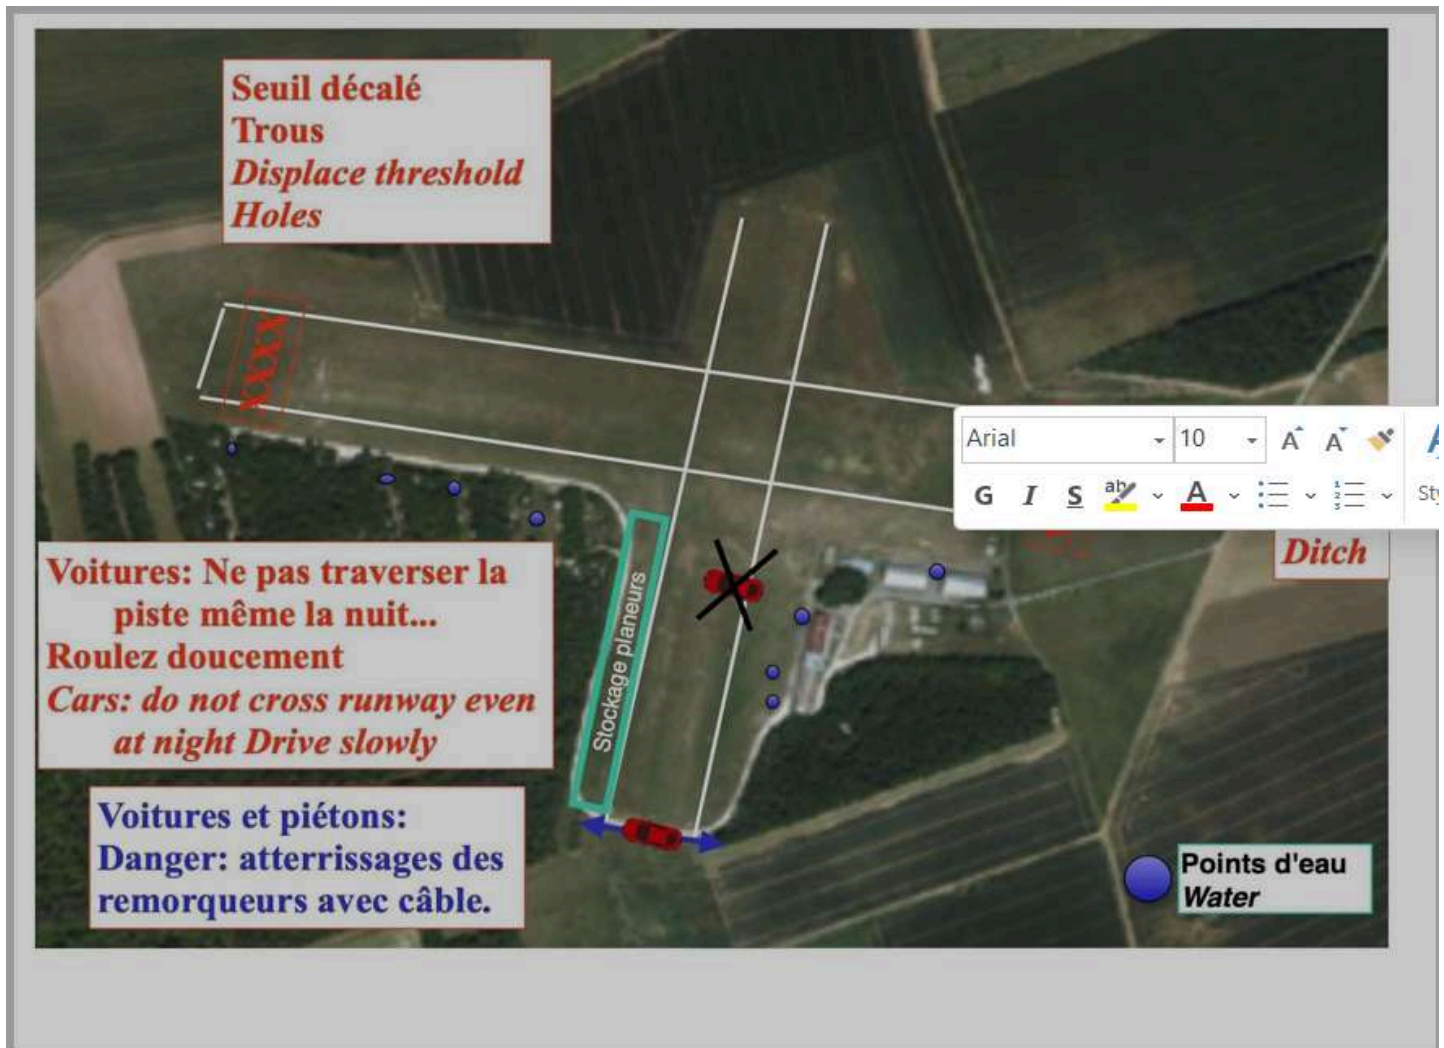 Seuil décalé
Trous
Displace threshold
Holes
XXXX
Arial
10
A
A
G
I
S
ab
A
Ditch
Voitures: Ne pas traverser la
piste même la nuit...
Roulez doucement
Cars: do not cross runway even
at night Drive slowly
Stockage planeurs
Voitures et piétons:
Danger: atterrissages des
remorqueurs avec câble.
Points d'eau
Water